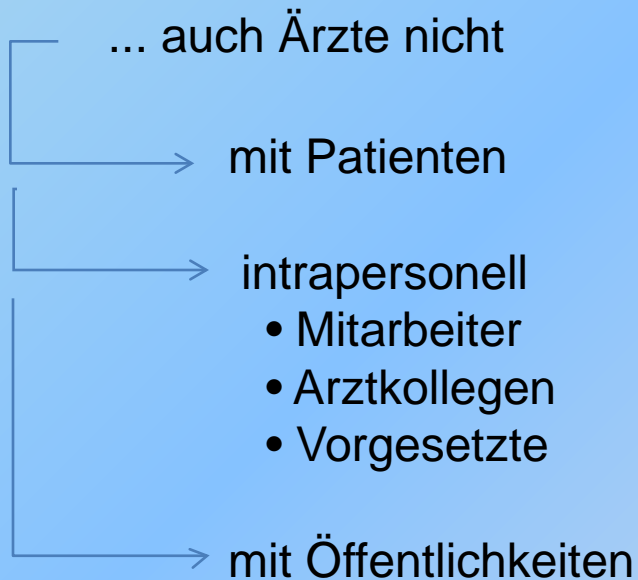 ... auch Ärzte nicht
mit Patienten
intrapersonell
• Mitarbeiter
• Arztkollegen
• Vorgesetzte
mit Öffentlichkeiten